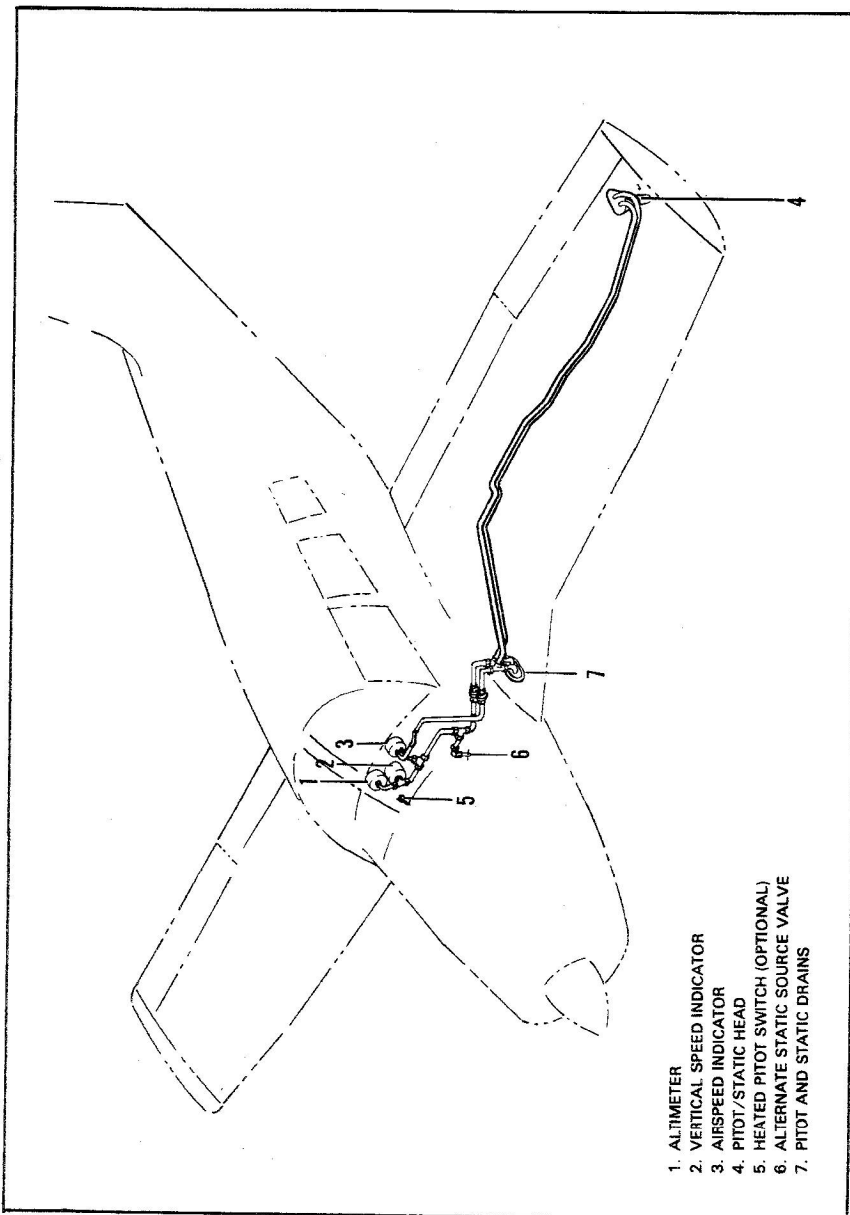 1
2
3
4
5
6
7
1. ALTIMETER
2. VERTICAL SPEED INDICATOR
3. AIRSPEED INDICATOR
4. PITOT/STATIC HEAD
5. HEATED PITOT SWITCH (OPTIONAL)
6. ALTERNATE STATIC SOURCE VALVE
7. PITOT AND STATIC DRAINS